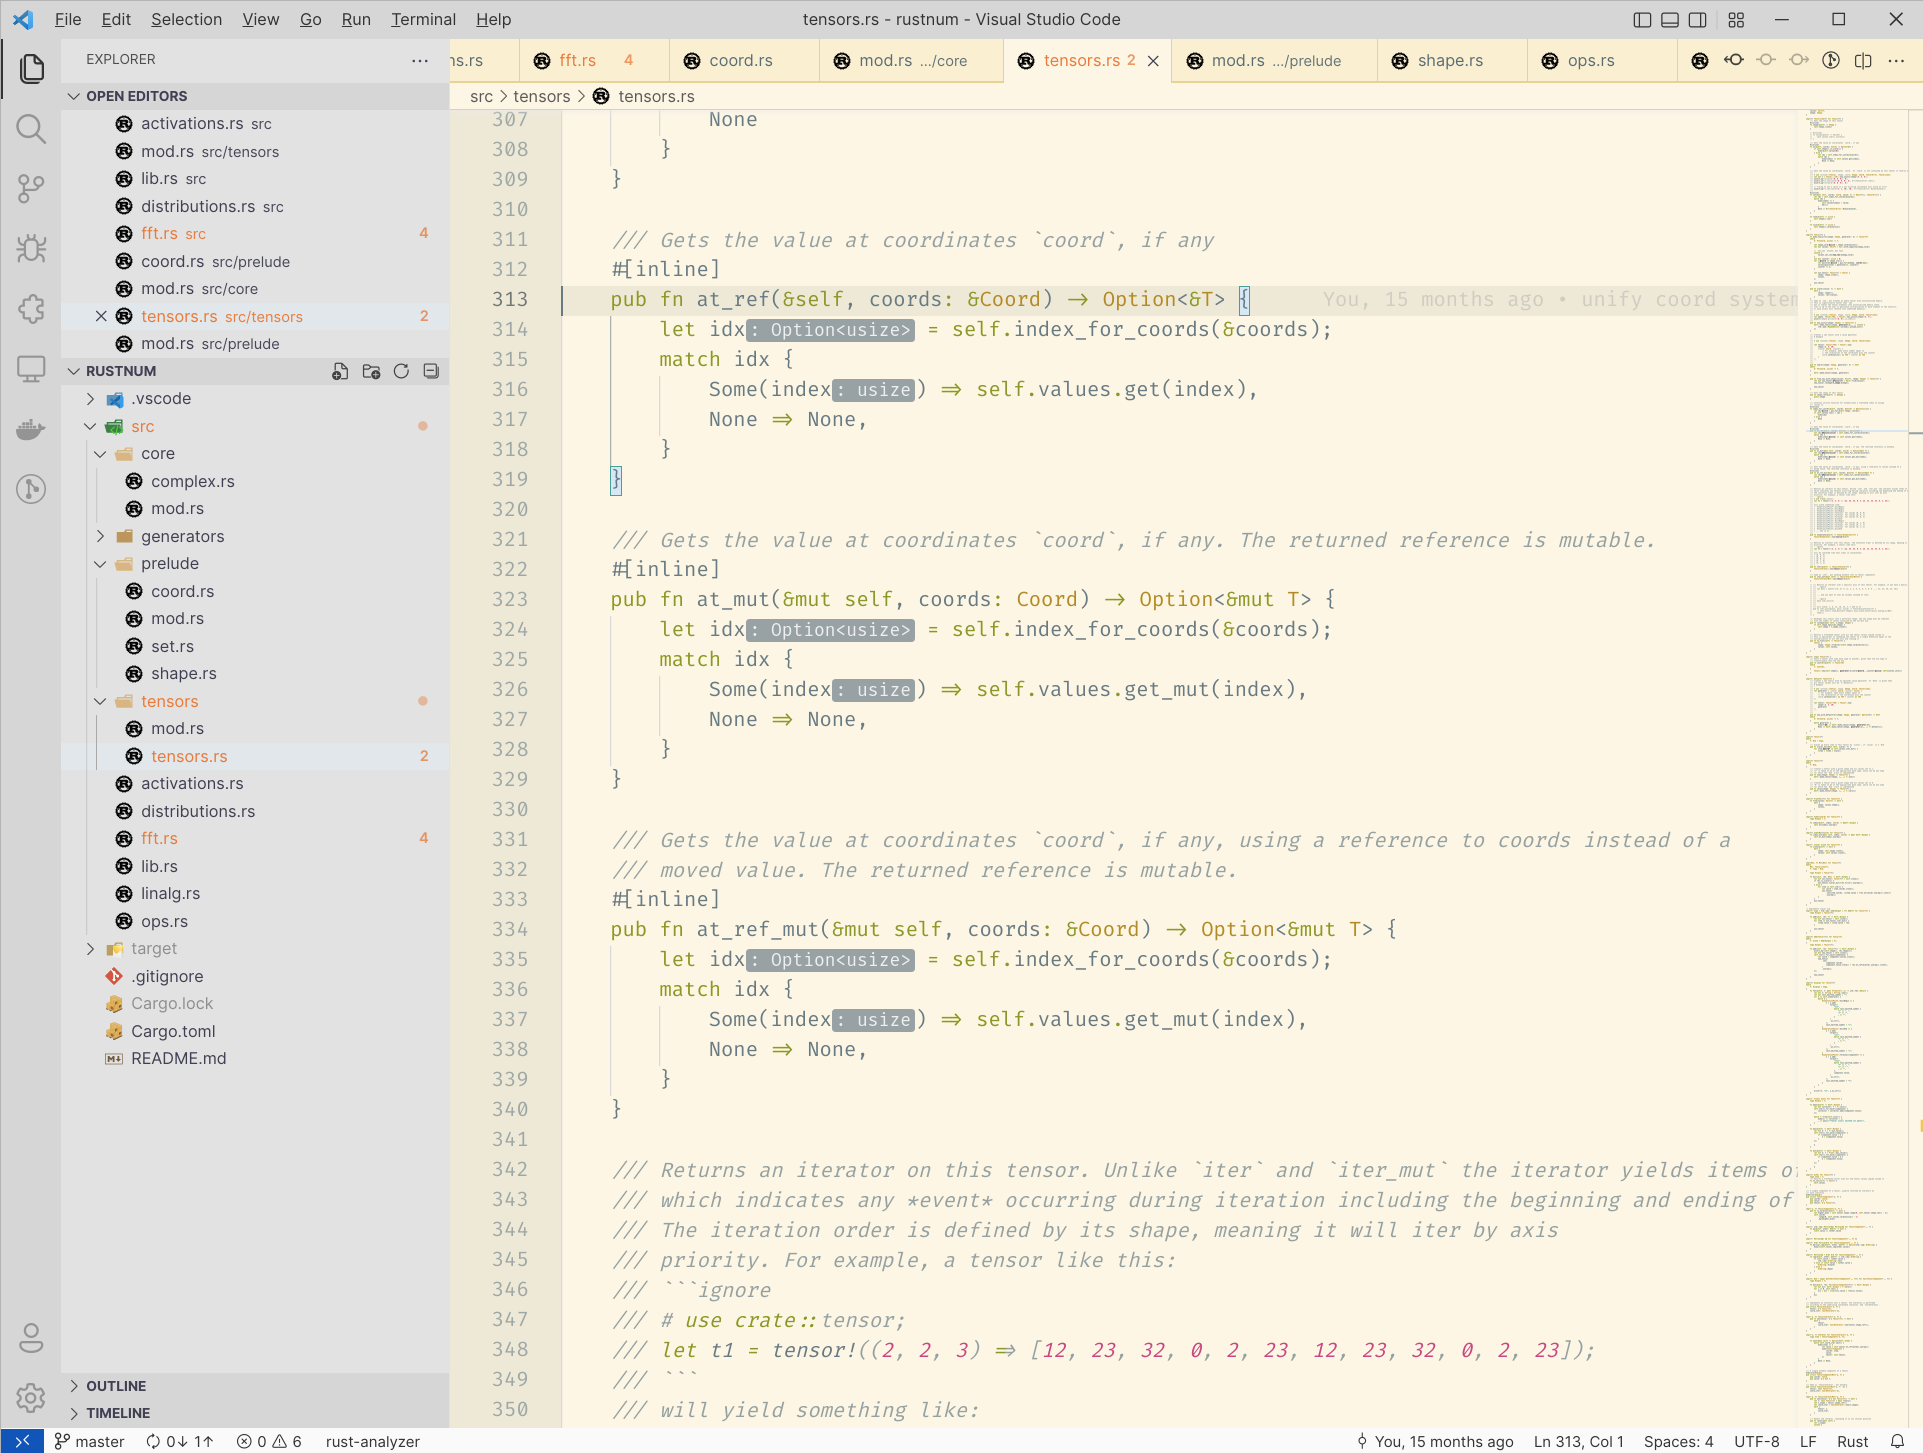 File Edit Selection View Go Run Terminal Help
tensors.rs - rustnum - Visual Studio Code
EXPLORER
OPEN EDITORS
activations.rs src
mod.rs src/tensors
lib.rs src
distributions.rs src
fft.rs src 4
coord.rs src/prelude
mod.rs src/core
tensors.rs src/tensors 2
mod.rs src/prelude
RUSTNUM
.vscode
src
core
complex.rs
mod.rs
generators
prelude
coord.rs
mod.rs
set.rs
shape.rs
tensors
mod.rs
tensors.rs 2
activations.rs
distributions.rs
fft.rs 4
lib.rs
linalg.rs
ops.rs
target
.gitignore
Cargo.lock
Cargo.toml
README.md
OUTLINE
TIMELINE
ns.rs fft.rs 4 coord.rs mod.rs .../core tensors.rs 2 mod.rs .../prelude shape.rs ops.rs
src > tensors > tensors.rs
307 None
308 }
309 }
310
311 /// Gets the value at coordinates `coord`, if any
312 #[inline]
313 pub fn at_ref(&self, coords: &Coord) -> Option<&T> { You, 15 months ago • unify coord system
314 let idx: Option<usize> = self.index_for_coords(&coords);
315 match idx {
316 Some(index: usize) => self.values.get(index),
317 None => None,
318 }
319 }
320
321 /// Gets the value at coordinates `coord`, if any. The returned reference is mutable.
322 #[inline]
323 pub fn at_mut(&mut self, coords: Coord) -> Option<&mut T> {
324 let idx: Option<usize> = self.index_for_coords(&coords);
325 match idx {
326 Some(index: usize) => self.values.get_mut(index),
327 None => None,
328 }
329 }
330
331 /// Gets the value at coordinates `coord`, if any, using a reference to coords instead of a
332 /// moved value. The returned reference is mutable.
333 #[inline]
334 pub fn at_ref_mut(&mut self, coords: &Coord) -> Option<&mut T> {
335 let idx: Option<usize> = self.index_for_coords(&coords);
336 match idx {
337 Some(index: usize) => self.values.get_mut(index),
338 None => None,
339 }
340 }
341
342 /// Returns an iterator on this tensor. Unlike `iter` and `iter_mut` the iterator yields items of
343 /// which indicates any *event* occurring during iteration including the beginning and ending of
344 /// The iteration order is defined by its shape, meaning it will iter by axis
345 /// priority. For example, a tensor like this:
346 /// ```ignore
347 /// # use crate::tensor;
348 /// let t1 = tensor!((2, 2, 3) => [12, 23, 32, 0, 2, 23, 12, 23, 32, 0, 2, 23]);
349 /// ```
350 /// will yield something like:
master 0↓ 1↑ 0 6 rust-analyzer You, 15 months ago Ln 313, Col 1 Spaces: 4 UTF-8 LF Rust